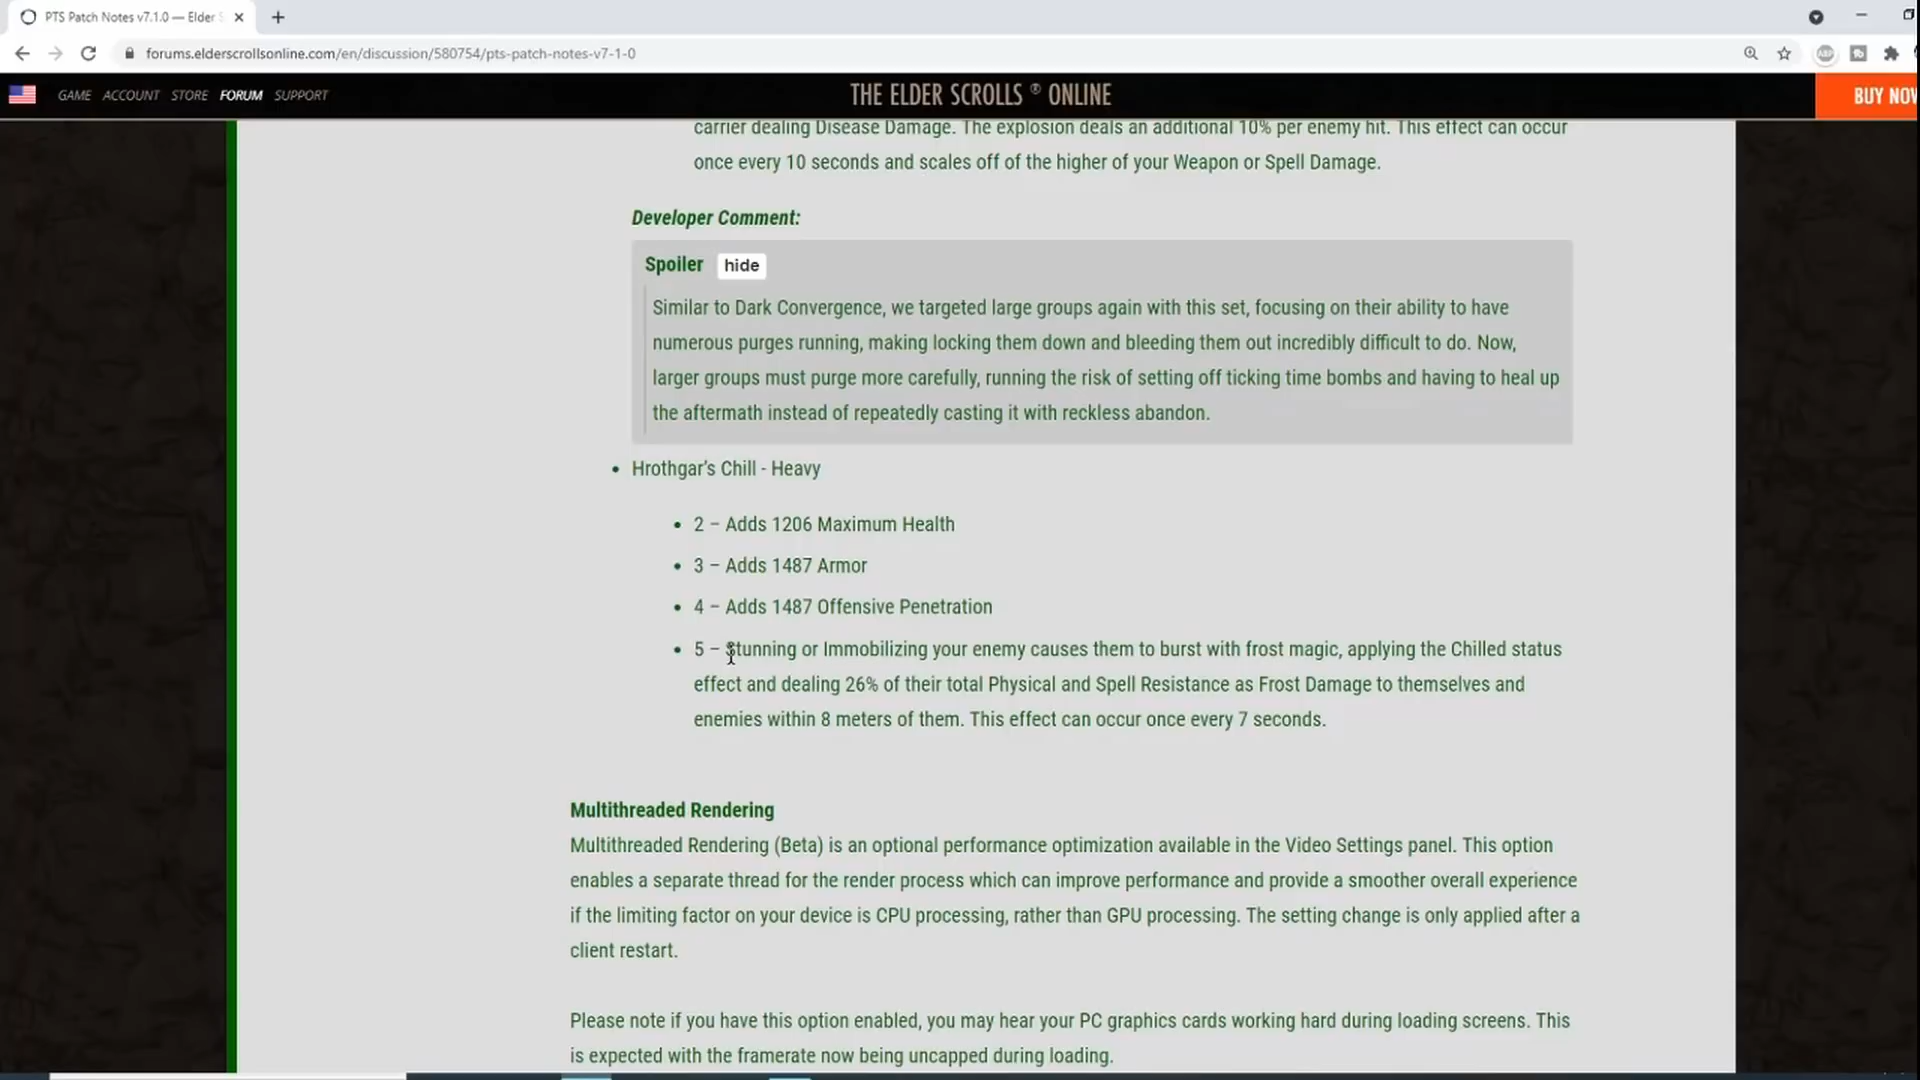 PTS Patch Notes v7.1.0 — Elder S
forums.elderscrollsonline.com/en/discussion/580754/pts-patch-notes-v7-1-0
ABP
GAME ACCOUNT STORE FORUM SUPPORT
THE ELDER SCROLLS ® ONLINE
BUY NOW
carrier dealing Disease Damage. The explosion deals an additional 10% per enemy hit. This effect can occur
once every 10 seconds and scales off of the higher of your Weapon or Spell Damage.
Developer Comment:
Spoiler hide
Similar to Dark Convergence, we targeted large groups again with this set, focusing on their ability to have
numerous purges running, making locking them down and bleeding them out incredibly difficult to do. Now,
larger groups must purge more carefully, running the risk of setting off ticking time bombs and having to heal up
the aftermath instead of repeatedly casting it with reckless abandon.
• Hrothgar's Chill - Heavy
• 2 – Adds 1206 Maximum Health
• 3 – Adds 1487 Armor
• 4 – Adds 1487 Offensive Penetration
• 5 – Stunning or Immobilizing your enemy causes them to burst with frost magic, applying the Chilled status
effect and dealing 26% of their total Physical and Spell Resistance as Frost Damage to themselves and
enemies within 8 meters of them. This effect can occur once every 7 seconds.
Multithreaded Rendering
Multithreaded Rendering (Beta) is an optional performance optimization available in the Video Settings panel. This option
enables a separate thread for the render process which can improve performance and provide a smoother overall experience
if the limiting factor on your device is CPU processing, rather than GPU processing. The setting change is only applied after a
client restart.
Please note if you have this option enabled, you may hear your PC graphics cards working hard during loading screens. This
is expected with the framerate now being uncapped during loading.